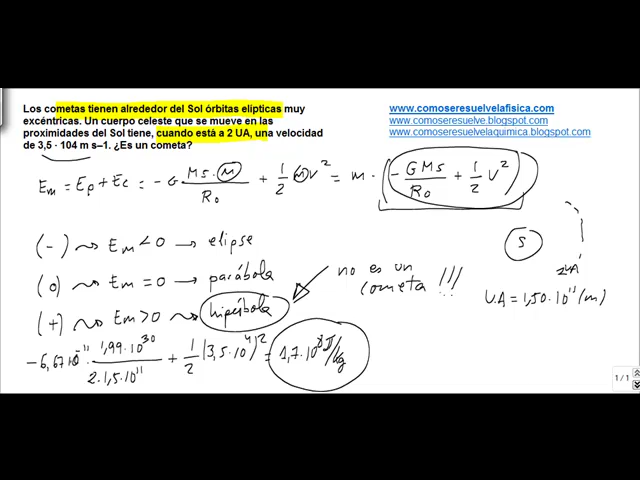 Los cometas tienen alrededor del Sol órbitas elípticas muy
excéntricas. Un cuerpo celeste que se mueve en las
proximidades del Sol tiene, cuando está a 2 UA, una velocidad
de 3,5 · 104 m s–1. ¿Es un cometa?
www.comoseresuelvelafisica.com
www.comoseresuelve.blogspot.com
www.comoseresuelvelaquimica.blogspot.com
Em = Ep + Ec = -G Ms·m/Ro + 1/2 m v² = m · (-GMs/Ro + 1/2 v²)
(-) ⇝ Em < 0 → elipse
(0) ⇝ Em = 0 → parábola
(+) ⇝ Em > 0 ⇝ hipérbola
no es un
cometa !!!
S
2UA
U.A = 1,50·10¹¹ (m)
-6,67·10⁻¹¹ · 1,99·10³⁰/2·1,5·10¹¹ + 1/2 (3,5·10⁴)² = 1,7·10⁸ J/kg
1 / 1